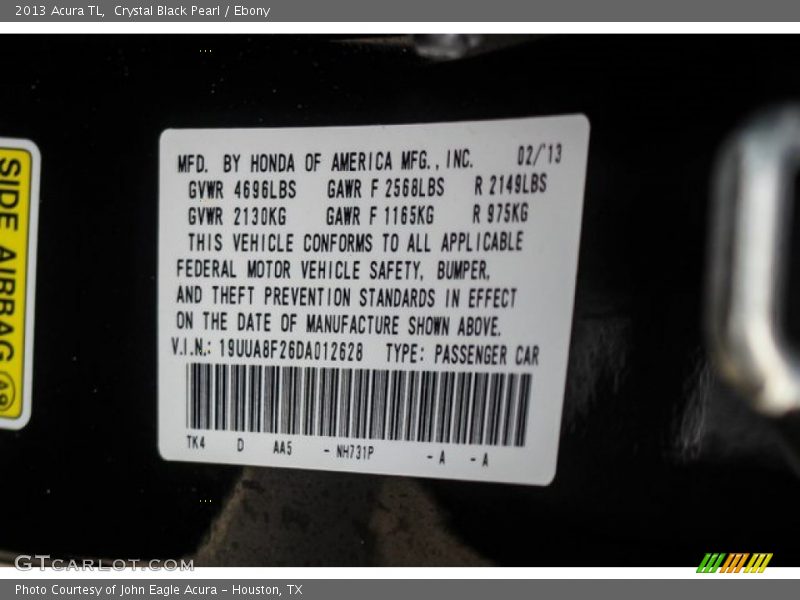 2013 Acura TL, Crystal Black Pearl / Ebony
SIDE AIRBAG
MFD. BY HONDA OF AMERICA MFG., INC. 02/'13
GVWR 4696LBS GAWR F 2568LBS R 2149LBS
GVWR 2130KG GAWR F 1165KG R 975KG
THIS VEHICLE CONFORMS TO ALL APPLICABLE
FEDERAL MOTOR VEHICLE SAFETY, BUMPER,
AND THEFT PREVENTION STANDARDS IN EFFECT
ON THE DATE OF MANUFACTURE SHOWN ABOVE.
V.I.N.: 19UUA8F26DA012628 TYPE: PASSENGER CAR
TK4 D AA5 - NH731P - A - A
GTCARLOT.COM
Photo Courtesy of John Eagle Acura - Houston, TX